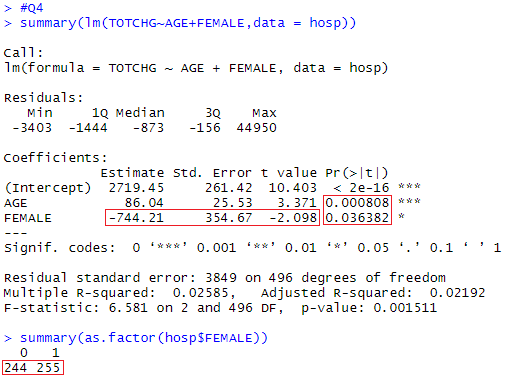 > #Q4
> summary(lm(TOTCHG~AGE+FEMALE,data = hosp))
Call:
lm(formula = TOTCHG ~ AGE + FEMALE, data = hosp)
Residuals:
Min 1Q Median 3Q Max
-3403 -1444 -873 -156 44950
Coefficients:
Estimate Std. Error t value Pr(>|t|)
(Intercept) 2719.45 261.42 10.403 < 2e-16 ***
AGE 86.04 25.53 3.371 0.000808 ***
FEMALE -744.21 354.67 -2.098 0.036382 *
---
Signif. codes: 0 ‘***’ 0.001 ‘**’ 0.01 ‘*’ 0.05 ‘.’ 0.1 ‘ ’ 1
Residual standard error: 3849 on 496 degrees of freedom
Multiple R-squared: 0.02585, Adjusted R-squared: 0.02192
F-statistic: 6.581 on 2 and 496 DF, p-value: 0.001511
> summary(as.factor(hosp$FEMALE))
0 1
244 255